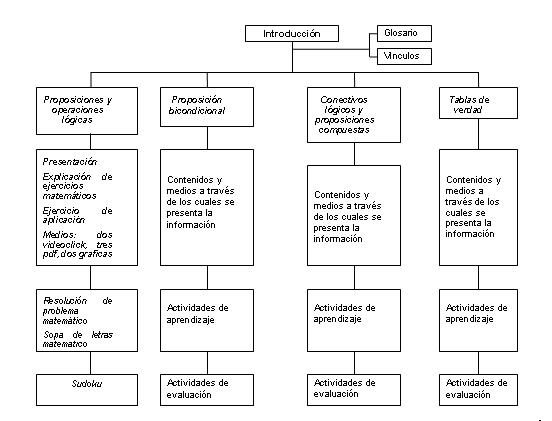 Introducción
Glosario
Vínculos
Proposiciones y
operaciones
lógicas
Proposición
bicondicional
Conectivos
lógicos y
proposiciones
compuestas
Tablas de
verdad
Presentación
Explicación de
ejercicios
matemáticos
Ejercicio de
aplicación
Medios: dos
videoclick, tres
pdf, dos graficas
Contenidos y
medios a través
de los cuales se
presenta la
información
Contenidos y
medios a través
de los cuales se
presenta la
información
Contenidos y
medios a
través de los
cuales se
presenta la
información
Resolución de
problema
matemático
Sopa de letras
matematico
Actividades de
aprendizaje
Actividades de
aprendizaje
Actividades de
aprendizaje
Sudoku
Actividades de
evaluación
Actividades de
evaluación
Actividades de
evaluación